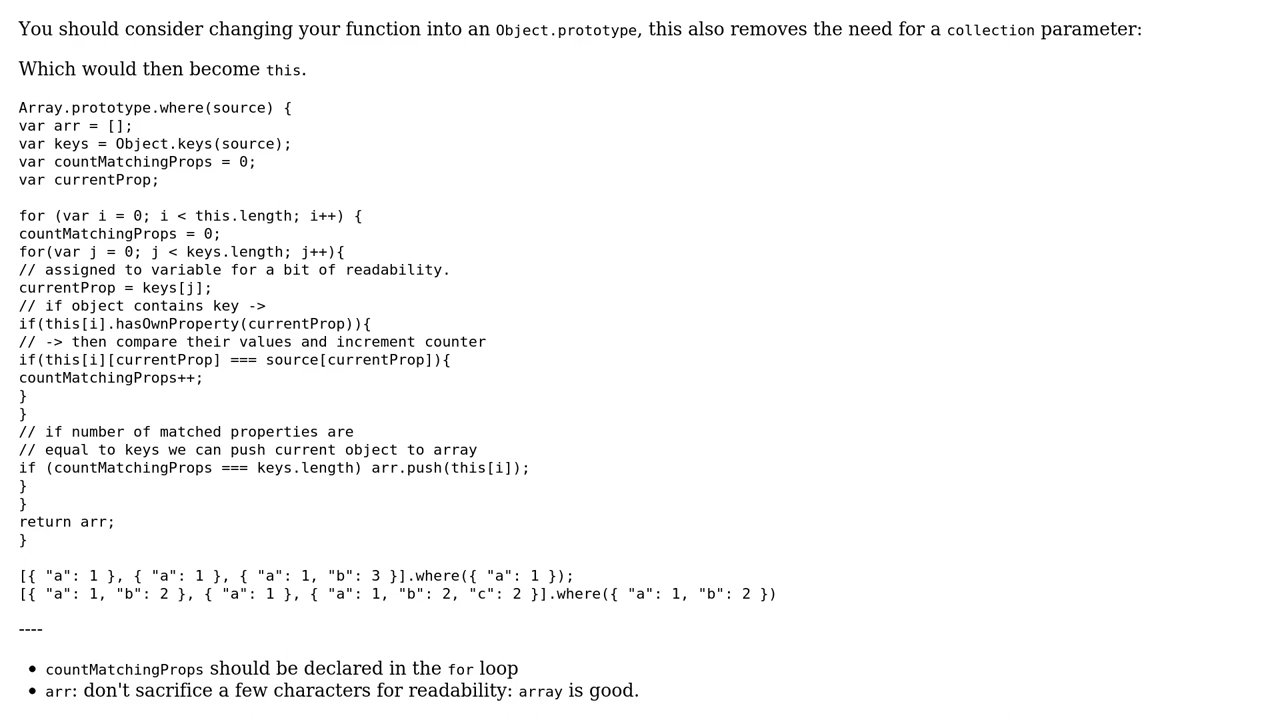 You should consider changing your function into an Object.prototype, this also removes the need for a collection parameter:
Which would then become this.
Array.prototype.where(source) {
var arr = [];
var keys = Object.keys(source);
var countMatchingProps = 0;
var currentProp;
for (var i = 0; i < this.length; i++) {
countMatchingProps = 0;
for(var j = 0; j < keys.length; j++){
// assigned to variable for a bit of readability.
currentProp = keys[j];
// if object contains key ->
if(this[i].hasOwnProperty(currentProp)){
// -> then compare their values and increment counter
if(this[i][currentProp] === source[currentProp]){
countMatchingProps++;
}
}
// if number of matched properties are
// equal to keys we can push current object to array
if (countMatchingProps === keys.length) arr.push(this[i]);
}
}
return arr;
}
[{ "a": 1 }, { "a": 1 }, { "a": 1, "b": 3 }].where({ "a": 1 });
[{ "a": 1, "b": 2 }, { "a": 1 }, { "a": 1, "b": 2, "c": 2 }].where({ "a": 1, "b": 2 })
----
• countMatchingProps should be declared in the for loop
• arr: don't sacrifice a few characters for readability: array is good.